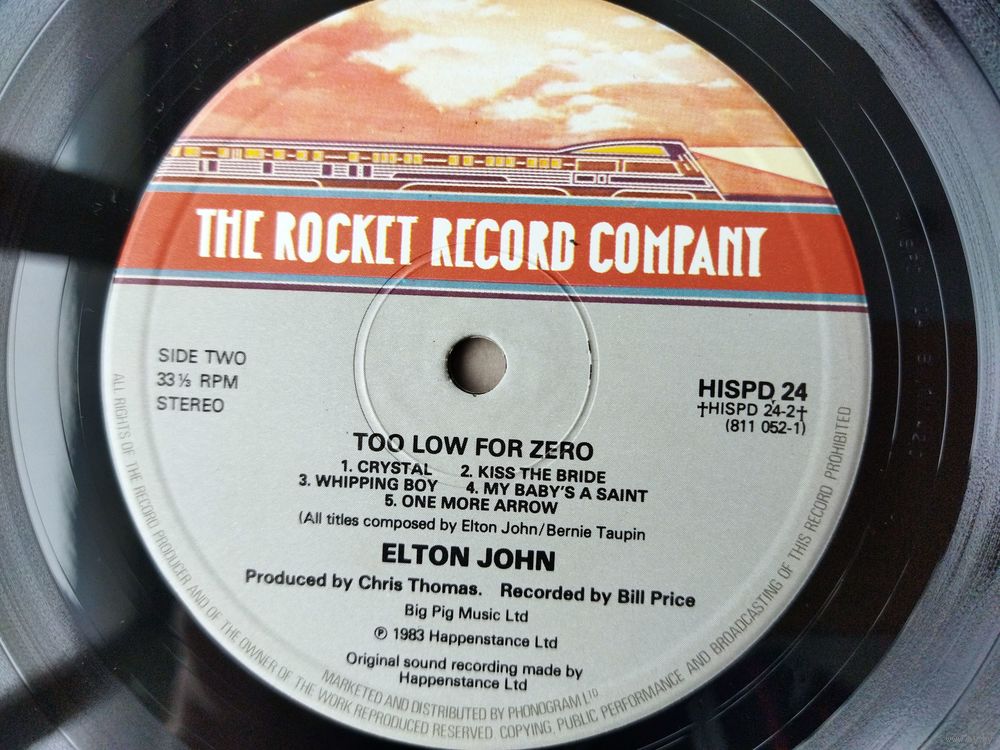 THE ROCKET RECORD COMPANY
SIDE TWO
33⅓ RPM
STEREO
HISPD 24
†HISPD 24-2†
(811 052-1)
TOO LOW FOR ZERO
1. CRYSTAL 2. KISS THE BRIDE
3. WHIPPING BOY 4. MY BABY'S A SAINT
5. ONE MORE ARROW
(All titles composed by Elton John/Bernie Taupin
ELTON JOHN
Produced by Chris Thomas. Recorded by Bill Price
Big Pig Music Ltd
℗ 1983 Happenstance Ltd
Original sound recording made by
Happenstance Ltd
MARKETED AND DISTRIBUTED BY PHONOGRAM LTD
ALL RIGHTS OF THE RECORD PRODUCER AND OF THE OWNER OF THE WORK REPRODUCED RESERVED. COPYING, PUBLIC PERFORMANCE AND BROADCASTING OF THIS RECORD PROHIBITED